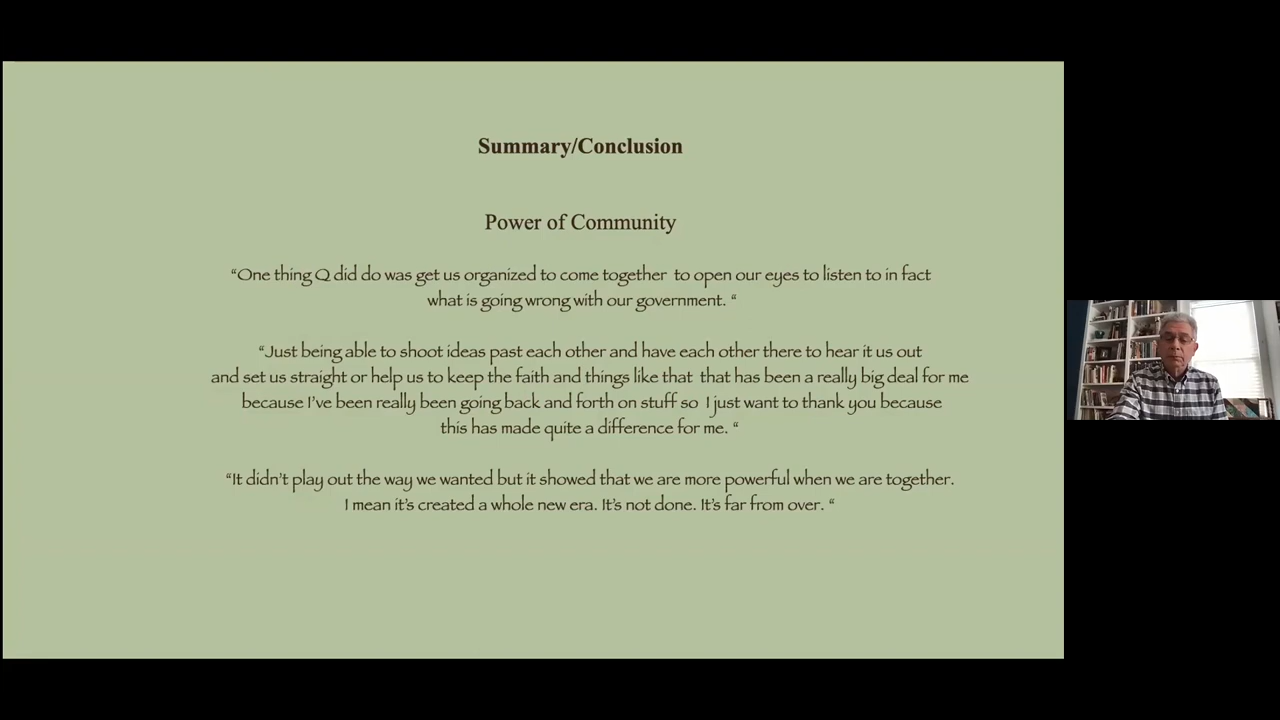 Summary/Conclusion
Power of Community
“One thing Q did do was get us organized to come together  to open our eyes to listen to in fact
what is going wrong with our government. “
“Just being able to shoot ideas past each other and have each other there to hear it us out
and set us straight or help us to keep the faith and things like that  that has been a really big deal for me
because I’ve been really been going back and forth on stuff so  I just want to thank you because
this has made quite a difference for me. “
“It didn’t play out the way we wanted but it showed that we are more powerful when we are together.
I mean it’s created a whole new era. It’s not done. It’s far from over. “